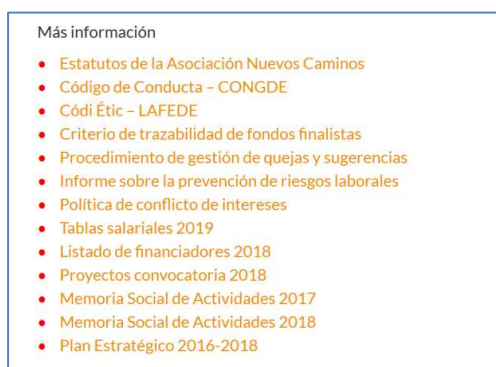 Más información
• Estatutos de la Asociación Nuevos Caminos
• Código de Conducta – CONGDE
• Códi Étic – LAFEDE
• Criterio de trazabilidad de fondos finalistas
• Procedimiento de gestión de quejas y sugerencias
• Informe sobre la prevención de riesgos laborales
• Política de conflicto de intereses
• Tablas salariales 2019
• Listado de financiadores 2018
• Proyectos convocatoria 2018
• Memoria Social de Actividades 2017
• Memoria Social de Actividades 2018
• Plan Estratégico 2016-2018